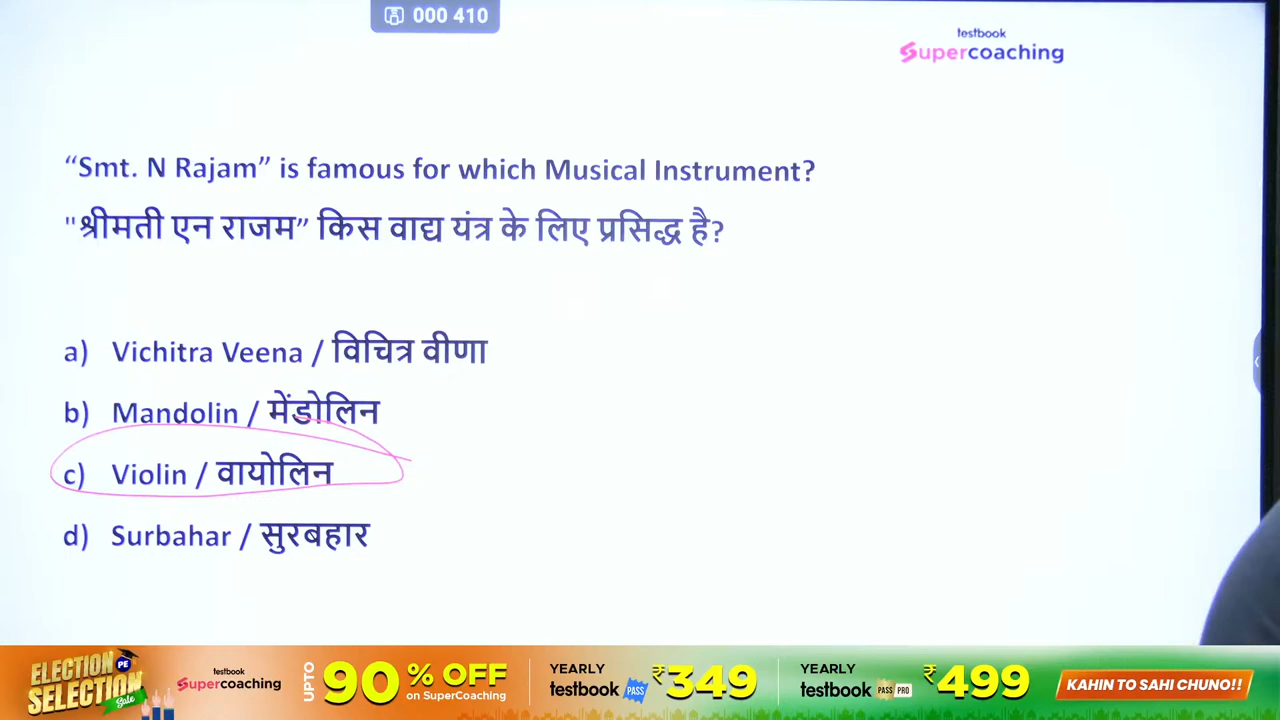 000 410
testbook
Supercoaching
“Smt. N Rajam” is famous for which Musical Instrument?
"श्रीमती एन राजम” किस वाद्य यंत्र के लिए प्रसिद्ध है?
a) Vichitra Veena / विचित्र वीणा
b) Mandolin / मेंडोलिन
c) Violin / वायोलिन
d) Surbahar / सुरबहार
ELECTION PE
SELECTION
Sale
testbook
Supercoaching
UPTO 90% OFF
on SuperCoaching
YEARLY
testbook PASS
₹349
YEARLY
testbook PASS PRO
₹499
KAHIN TO SAHI CHUNO!!